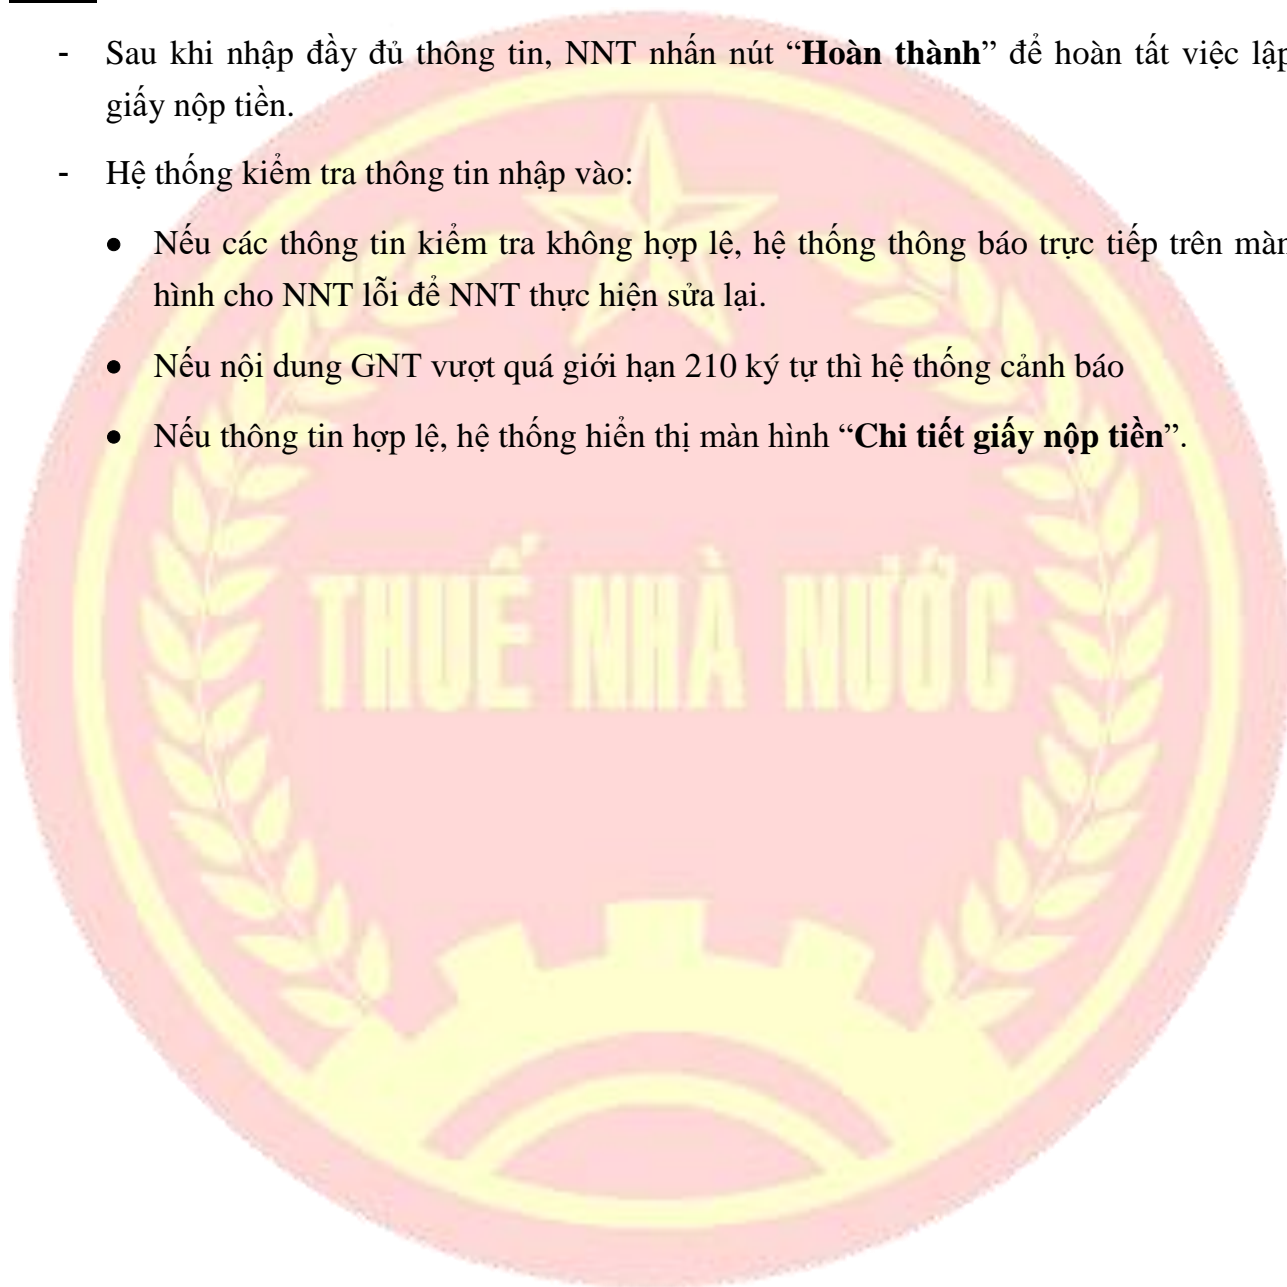 - Sau khi nhập đầy đủ thông tin, NNT nhấn nút “Hoàn thành” để hoàn tất việc lập
giấy nộp tiền.
- Hệ thống kiểm tra thông tin nhập vào:
• Nếu các thông tin kiểm tra không hợp lệ, hệ thống thông báo trực tiếp trên màn
hình cho NNT lỗi để NNT thực hiện sửa lại.
• Nếu nội dung GNT vượt quá giới hạn 210 ký tự thì hệ thống cảnh báo
• Nếu thông tin hợp lệ, hệ thống hiển thị màn hình “Chi tiết giấy nộp tiền”.
THUẾ NHÀ NƯỚC